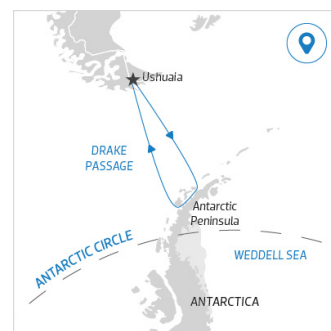 Ushuaia
DRAKE
PASSAGE
Antarctic
Peninsula
ANTARCTIC CIRCLE
WEDDELL SEA
ANTARCTICA